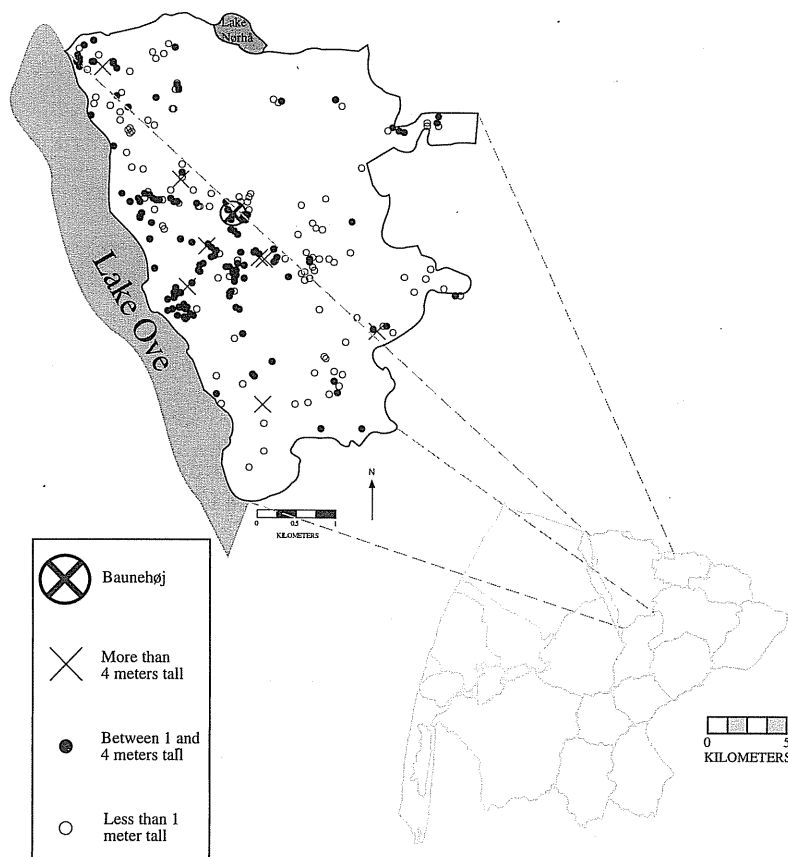 Lake
Nørhå
Lake Ove
N
0 0.5 1
KILOMETERS
Baunehøj
More than
4 meters tall
Between 1 and
4 meters tall
Less than 1
meter tall
0 5
KILOMETERS